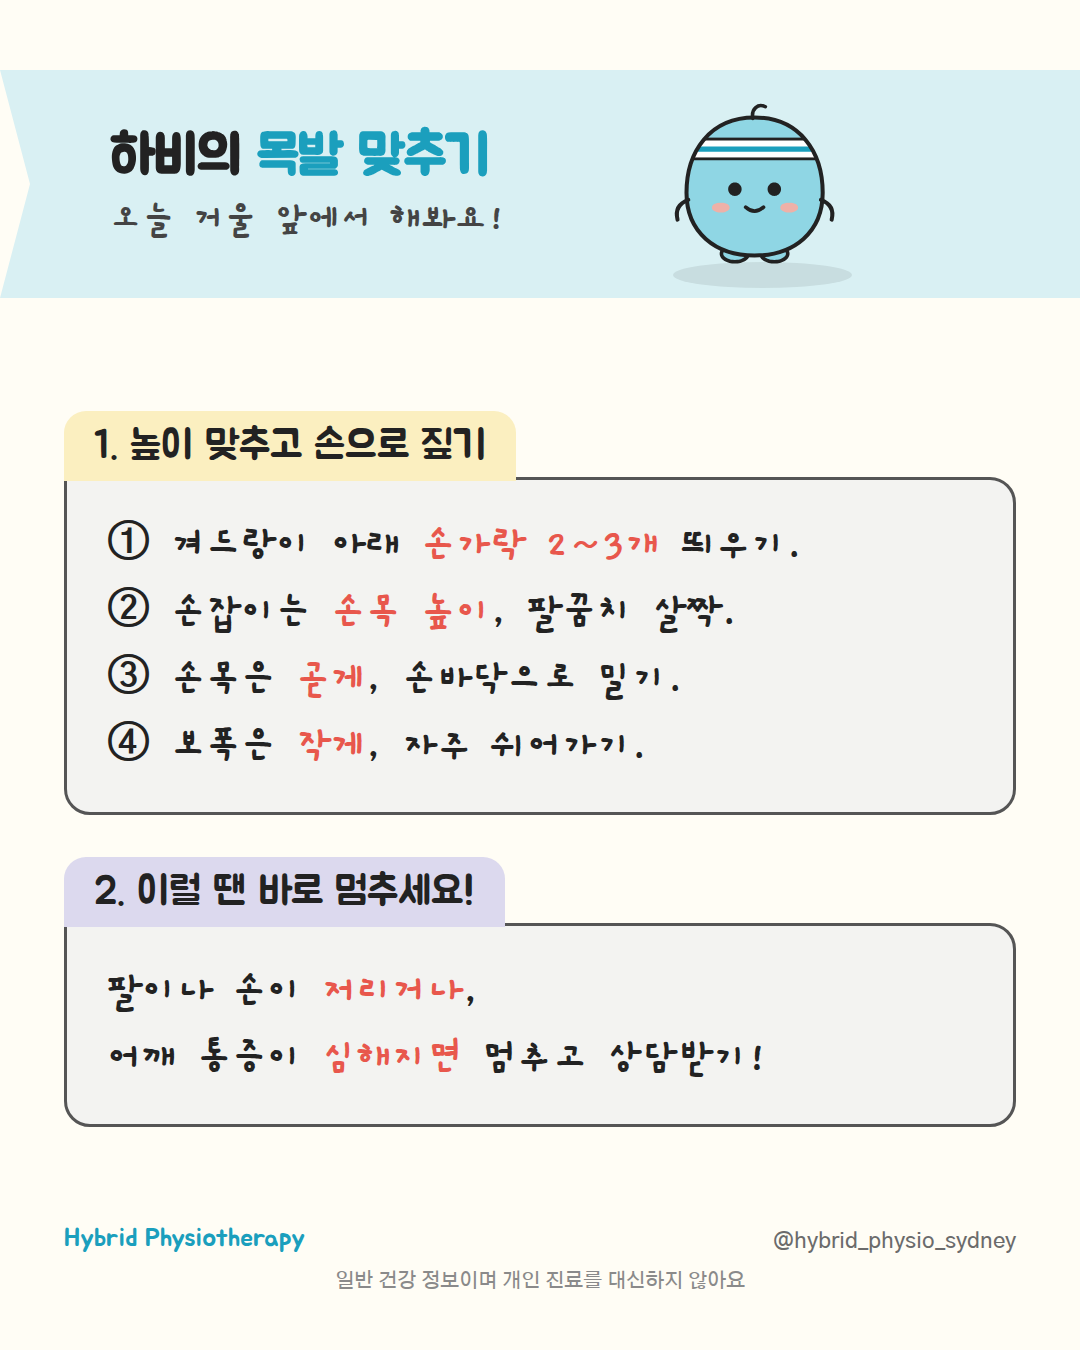 하비의 목발 맞추기
오늘 거울 앞에서 해봐요!
1. 높이 맞추고 손으로 짚기
① 겨드랑이 아래 손가락 2~3개 띄우기.
② 손잡이는 손목 높이, 팔꿈치 살짝.
③ 손목은 곧게, 손바닥으로 밀기.
④ 보폭은 작게, 자주 쉬어가기.
2. 이럴 땐 바로 멈추세요!
팔이나 손이 저리거나,
어깨 통증이 심해지면 멈추고 상담받기!
Hybrid Physiotherapy
@hybrid_physio_sydney
일반 건강 정보이며 개인 진료를 대신하지 않아요